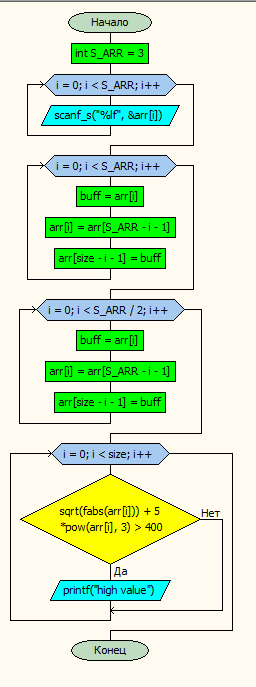 Начало
int S_ARR = 3
i = 0; i < S_ARR; i++
scanf_s("%lf", &arr[i])
i = 0; i < S_ARR; i++
buff = arr[i]
arr[i] = arr[S_ARR - i - 1]
arr[size - i - 1] = buff
i = 0; i < S_ARR / 2; i++
buff = arr[i]
arr[i] = arr[S_ARR - i - 1]
arr[size - i - 1] = buff
i = 0; i < size; i++
sqrt(fabs(arr[i])) + 5
*pow(arr[i], 3) > 400
Нет
Да
printf("high value")
Конец